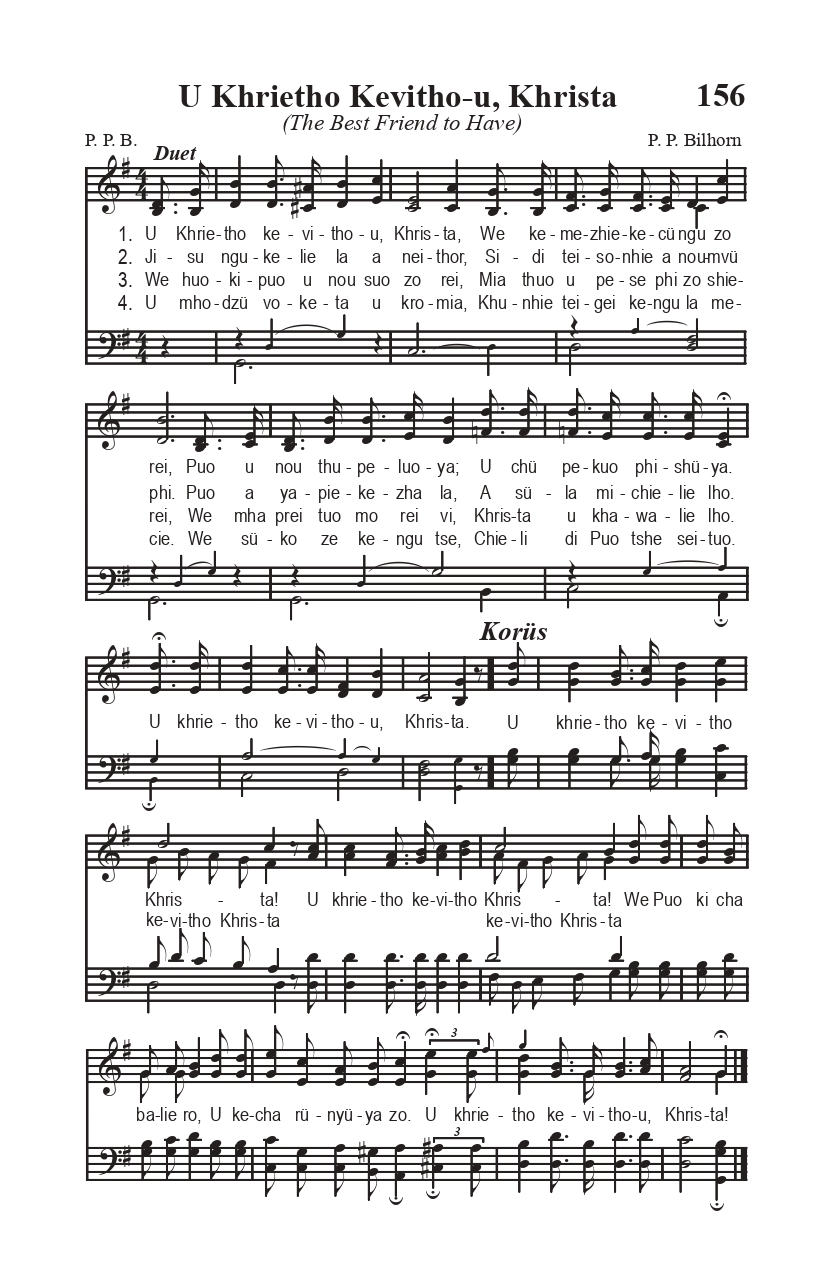 U Khrietho Kevitho-u, Khrista 156
(The Best Friend to Have)
P. P. B. P. P. Bilhorn
Duet
1. U Khrie-tho ke - vi-tho-u, Khris-ta, We ke-me-zhie-ke-cü ngu zo
2. Ji- su ngu-ke-lie la a nei-thor, Si - di tei-so-nhie a nou-mvü
3. We huo-ki-puo u nou suo zo rei, Mia thuo u pe-se phi zo shie-
4. U mho-dzü vo-ke-ta u kro-mia, Khu-nhie tei-gei ke-ngu la me-
rei, Puo u nou thu-pe-luo-ya; U chü pe-kuo phi-shü-ya.
phi. Puo a ya-pie-ke-zha la, A sü - la mi-chie-lie lho.
rei, We mha prei tuo mo rei vi, Khris-ta u kha-wa-lie lho.
cie. We sü - ko ze ke-ngu tse, Chie-li di Puo tshe sei-tuo.
Korüs
U khrie-tho ke-vi-tho-u, Khris-ta. U khrie-tho ke-vi-tho
Khris - ta! U khrie-tho ke-vi-tho Khris - ta! We Puo ki cha
ke-vi-tho Khris-ta ke-vi-tho Khris-ta
3
ba-lie ro, U ke-cha rü-nyü-ya zo. U khrie-tho ke-vi-tho-u, Khris-ta!
3